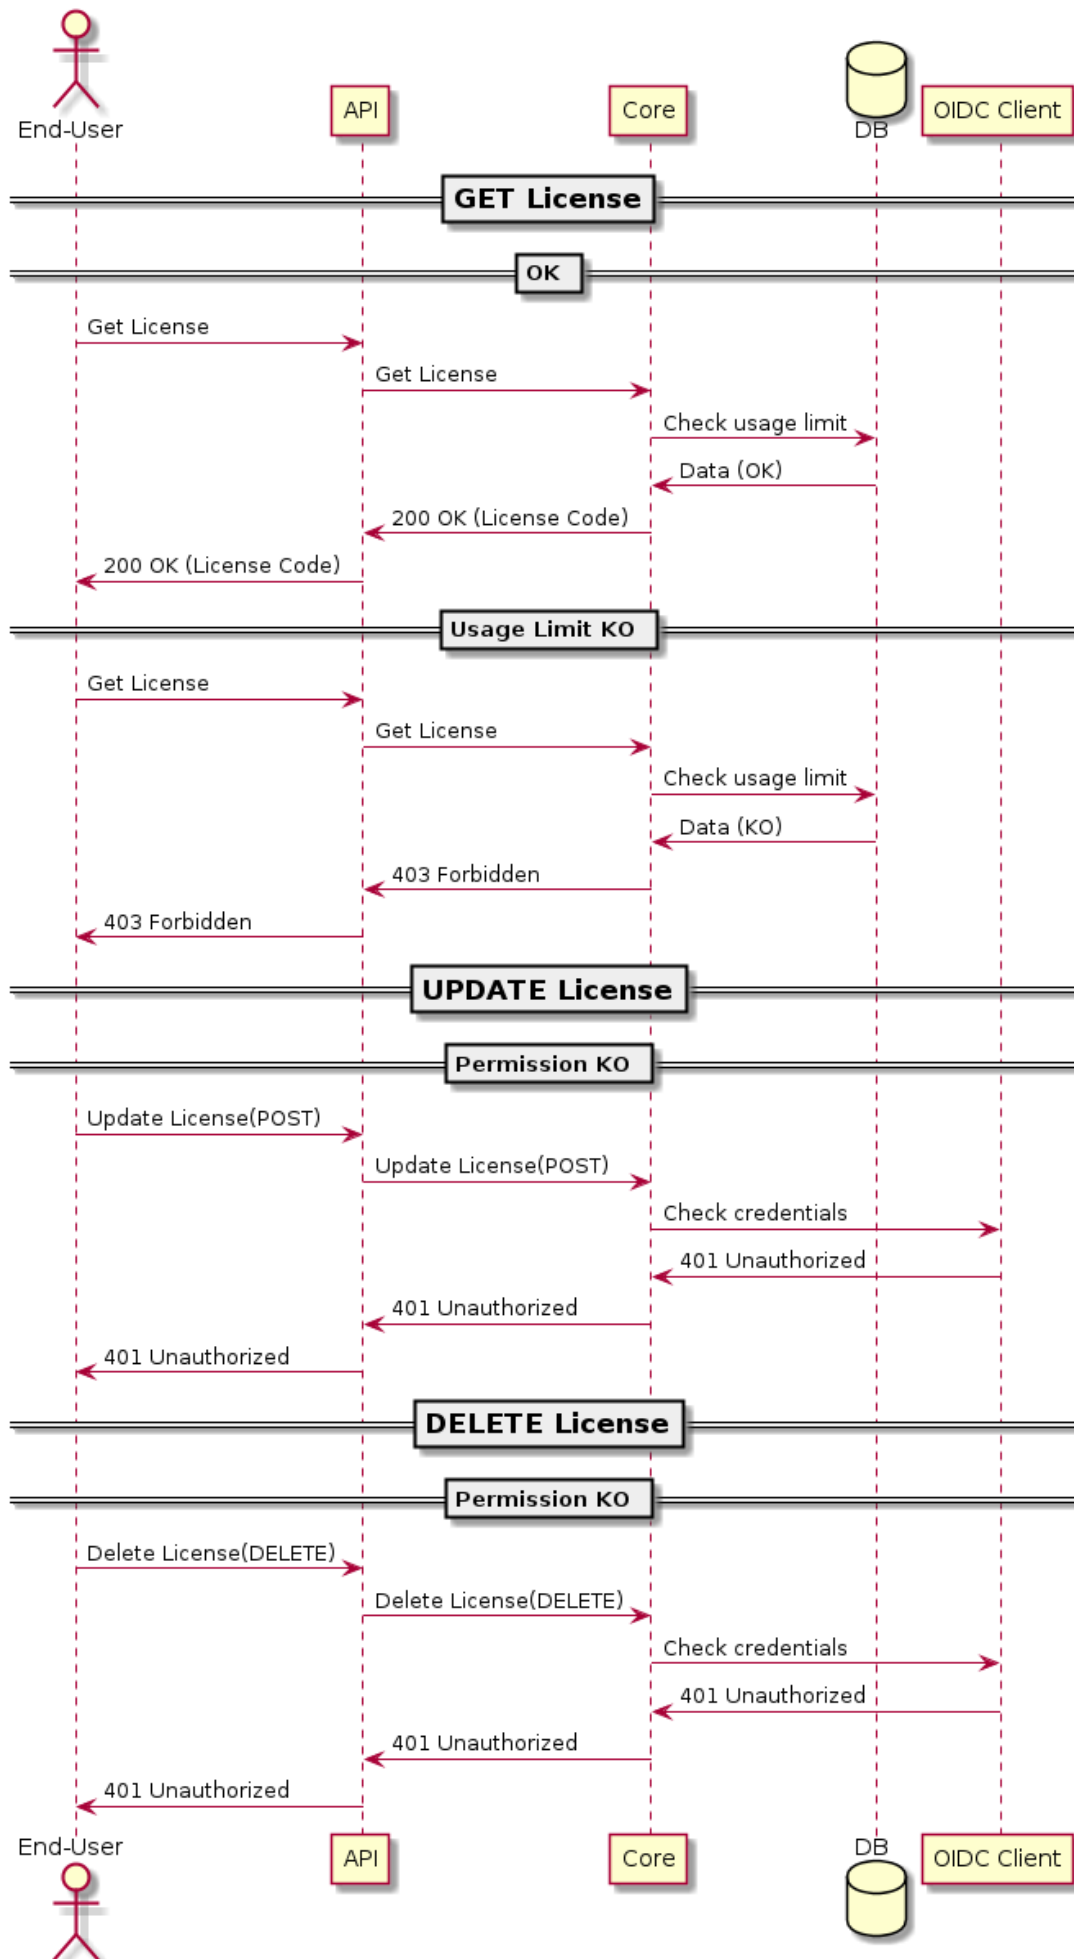 End-User
API
Core
DB
OIDC Client
GET License
OK
Get License
Get License
Check usage limit
Data (OK)
200 OK (License Code)
200 OK (License Code)
Usage Limit KO
Get License
Get License
Check usage limit
Data (KO)
403 Forbidden
403 Forbidden
UPDATE License
Permission KO
Update License(POST)
Update License(POST)
Check credentials
401 Unauthorized
401 Unauthorized
401 Unauthorized
DELETE License
Permission KO
Delete License(DELETE)
Delete License(DELETE)
Check credentials
401 Unauthorized
401 Unauthorized
401 Unauthorized
End-User
API
Core
DB
OIDC Client